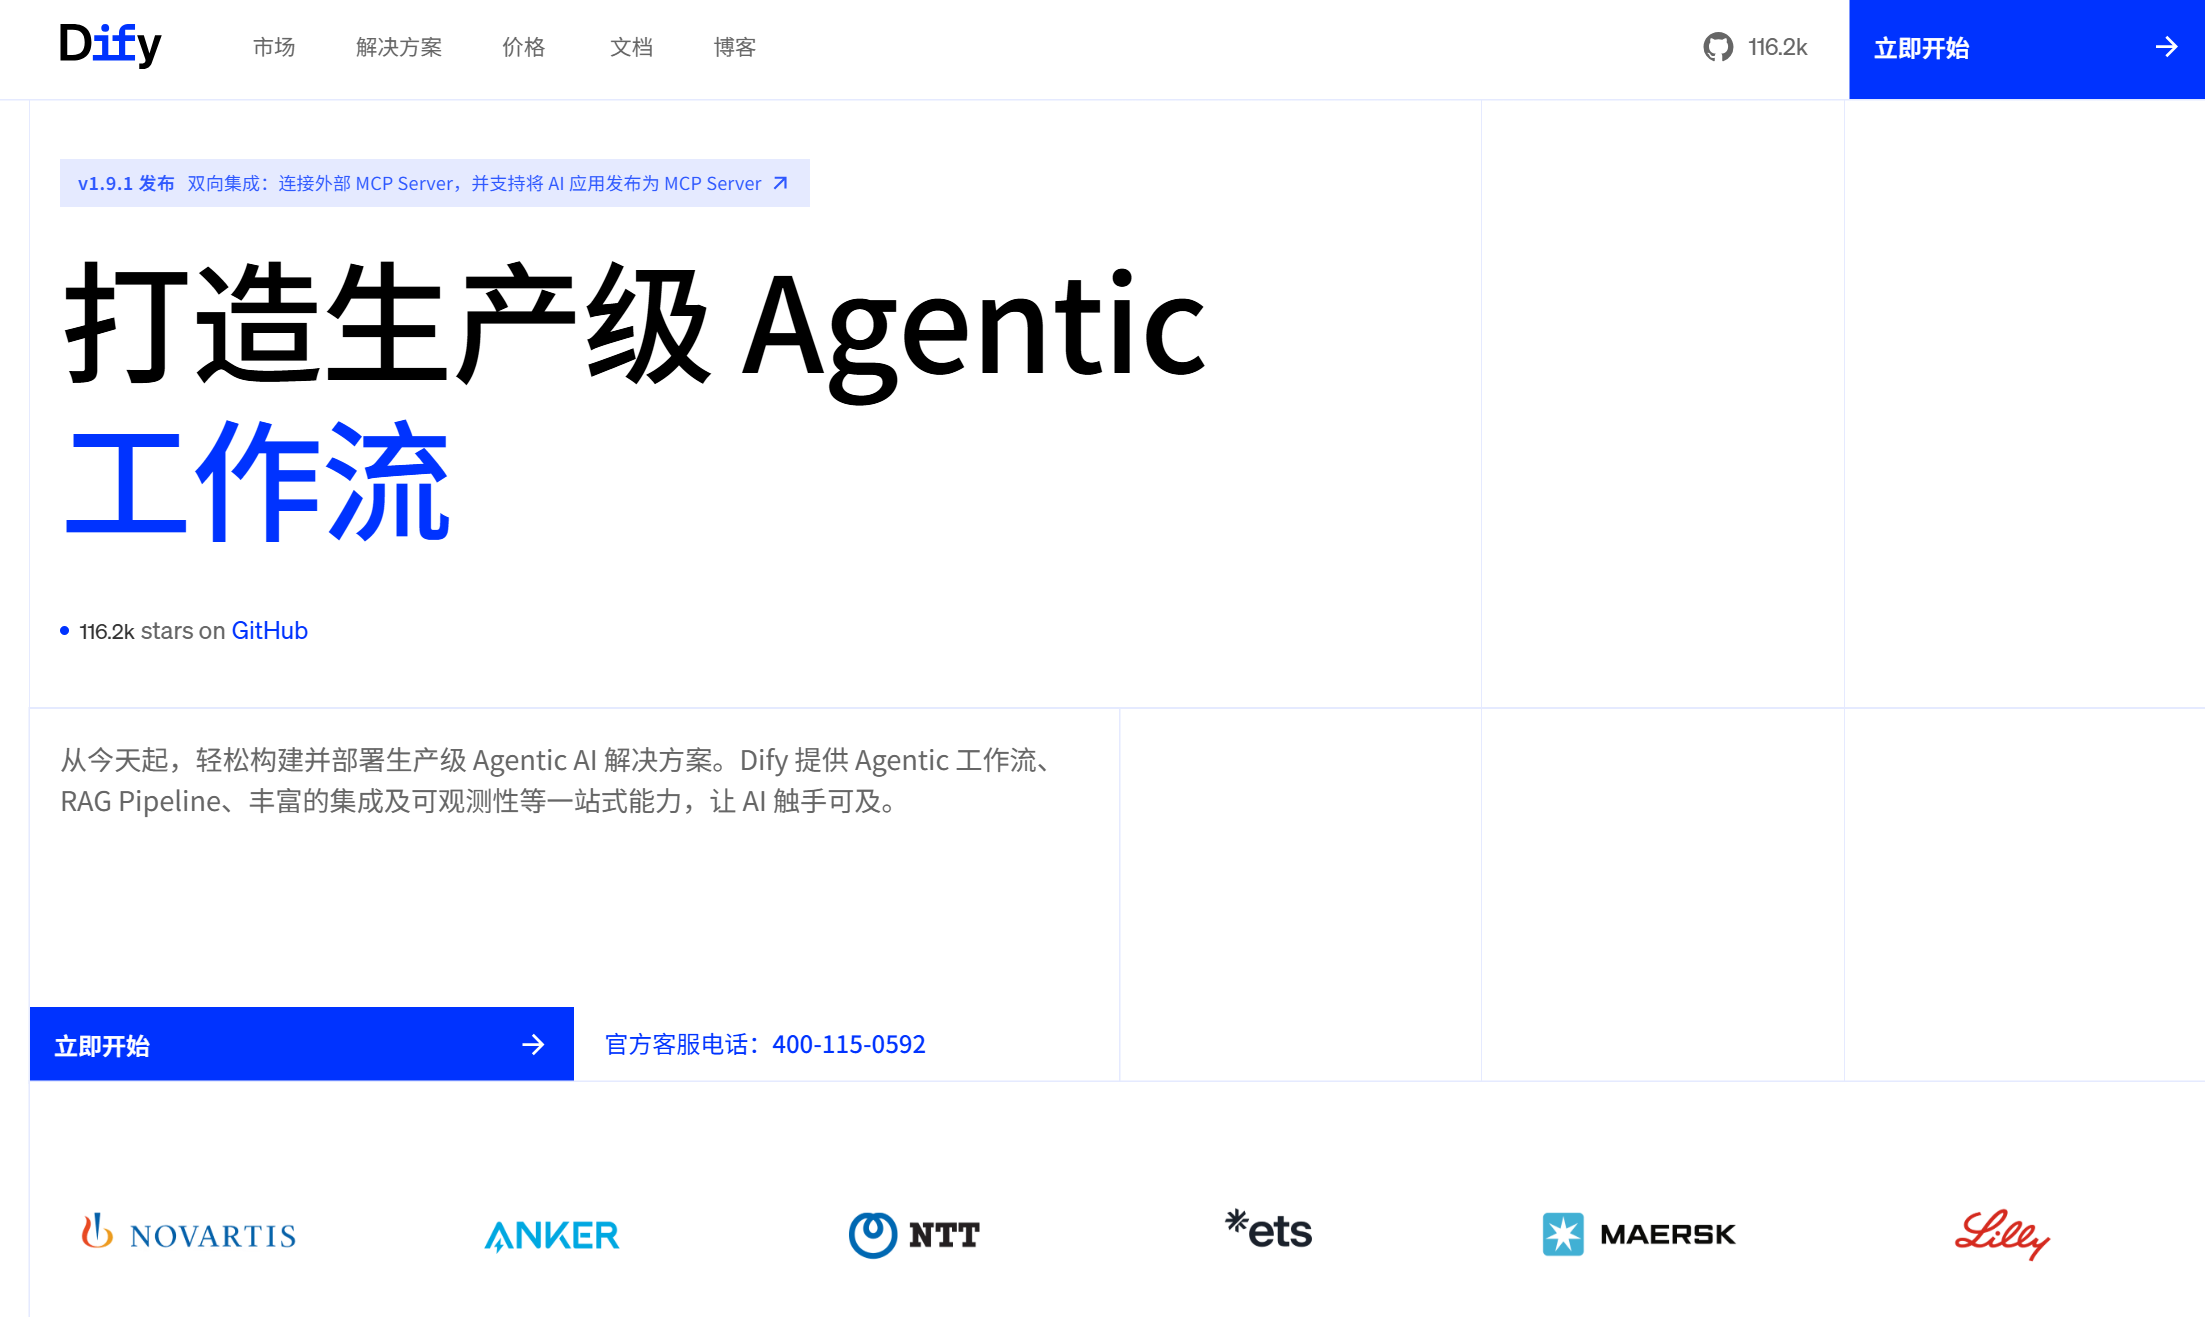 Dify
市场 解决方案 价格 文档 博客 116.2k 立即开始
v1.9.1 发布 双向集成：连接外部 MCP Server，并支持将 AI 应用发布为 MCP Server
打造生产级 Agentic
工作流
116.2k stars on GitHub
从今天起，轻松构建并部署生产级 Agentic AI 解决方案。Dify 提供 Agentic 工作流、
RAG Pipeline、丰富的集成及可观测性等一站式能力，让 AI 触手可及。
立即开始
官方客服电话：400-115-0592
NOVARTIS ANKER NTT ets MAERSK Lilly